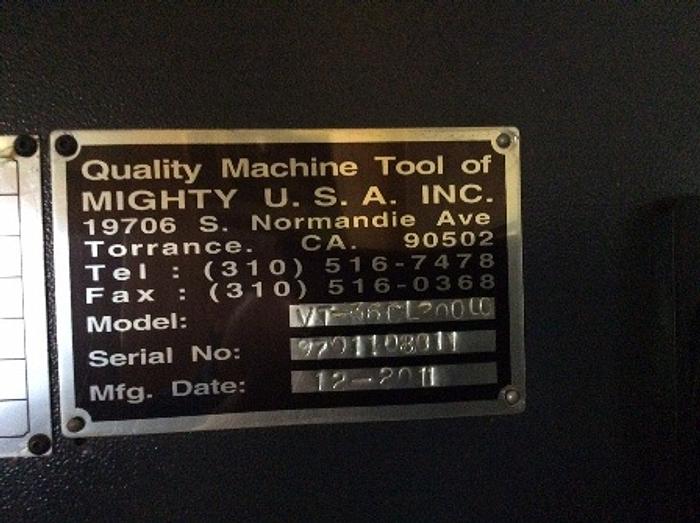 Quality Machine Tool of
MIGHTY U. S. A. INC.
19706 S. Normandie Ave
Torrance. CA. 90502
Tel : (310) 516-7478
Fax : (310) 516-0368
Model:
Serial No:
Mfg. Date: 12-2011